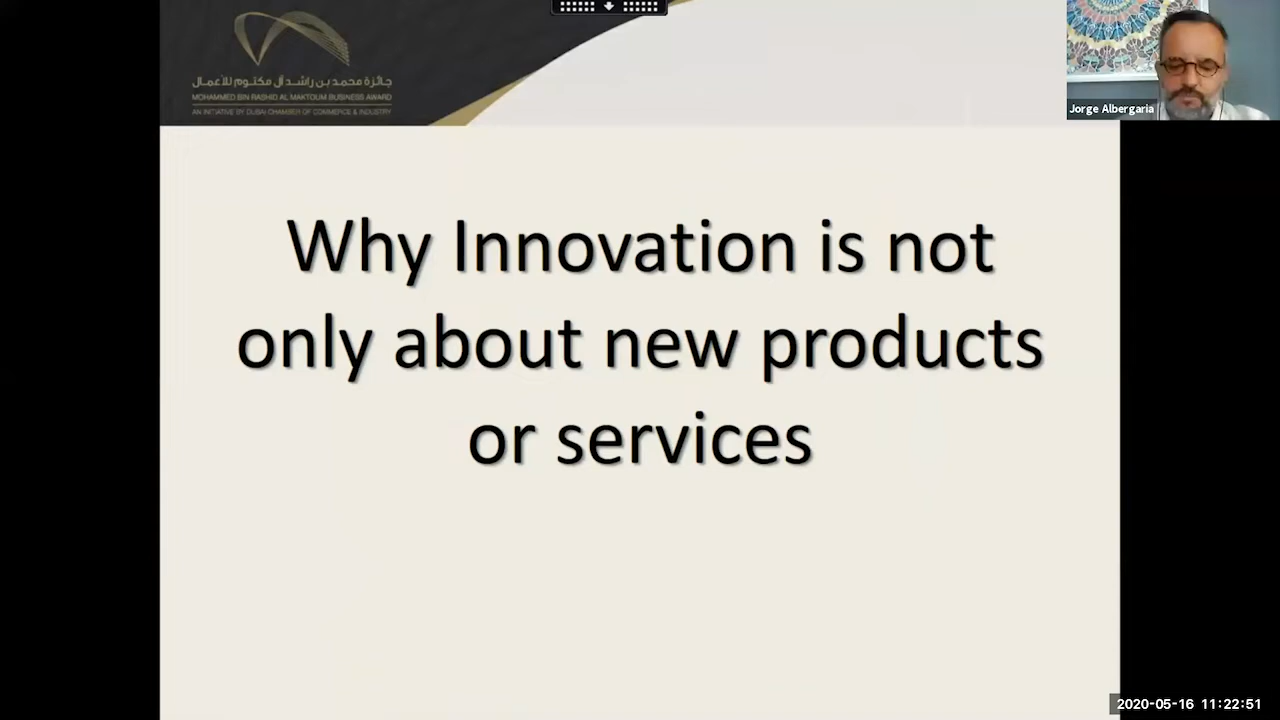 جائزة محمد بن راشد آل مكتوم للأعمال
MOHAMMED BIN RASHID AL MAKTOUM BUSINESS AWARD
AN INITIATIVE BY DUBAI CHAMBER OF COMMERCE & INDUSTRY
Jorge Albergaria
Why Innovation is not
only about new products
or services
2020-05-16 11:22:51